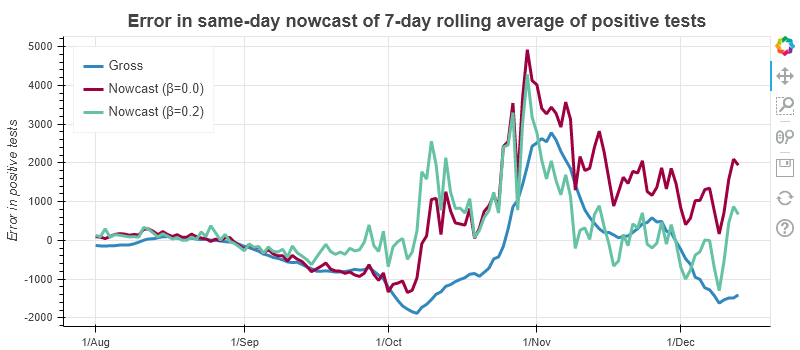 Error in same-day nowcast of 7-day rolling average of positive tests
Error in positive tests
5000
4000
3000
2000
1000
0
-1000
-2000
Gross
Nowcast (β=0.0)
Nowcast (β=0.2)
1/Aug
1/Sep
1/Oct
1/Nov
1/Dec